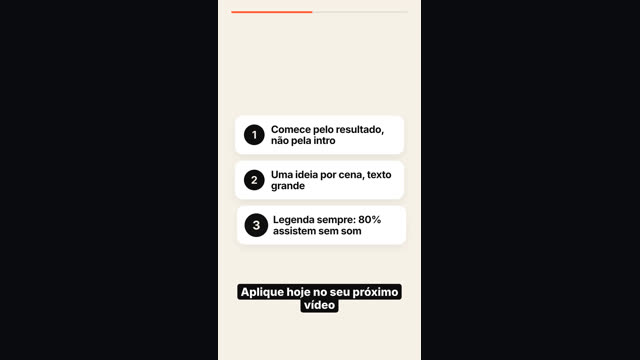 1
Comece pelo resultado,
não pela intro
2
Uma ideia por cena, texto
grande
3
Legenda sempre: 80%
assistem sem som
Aplique hoje no seu próximo
vídeo